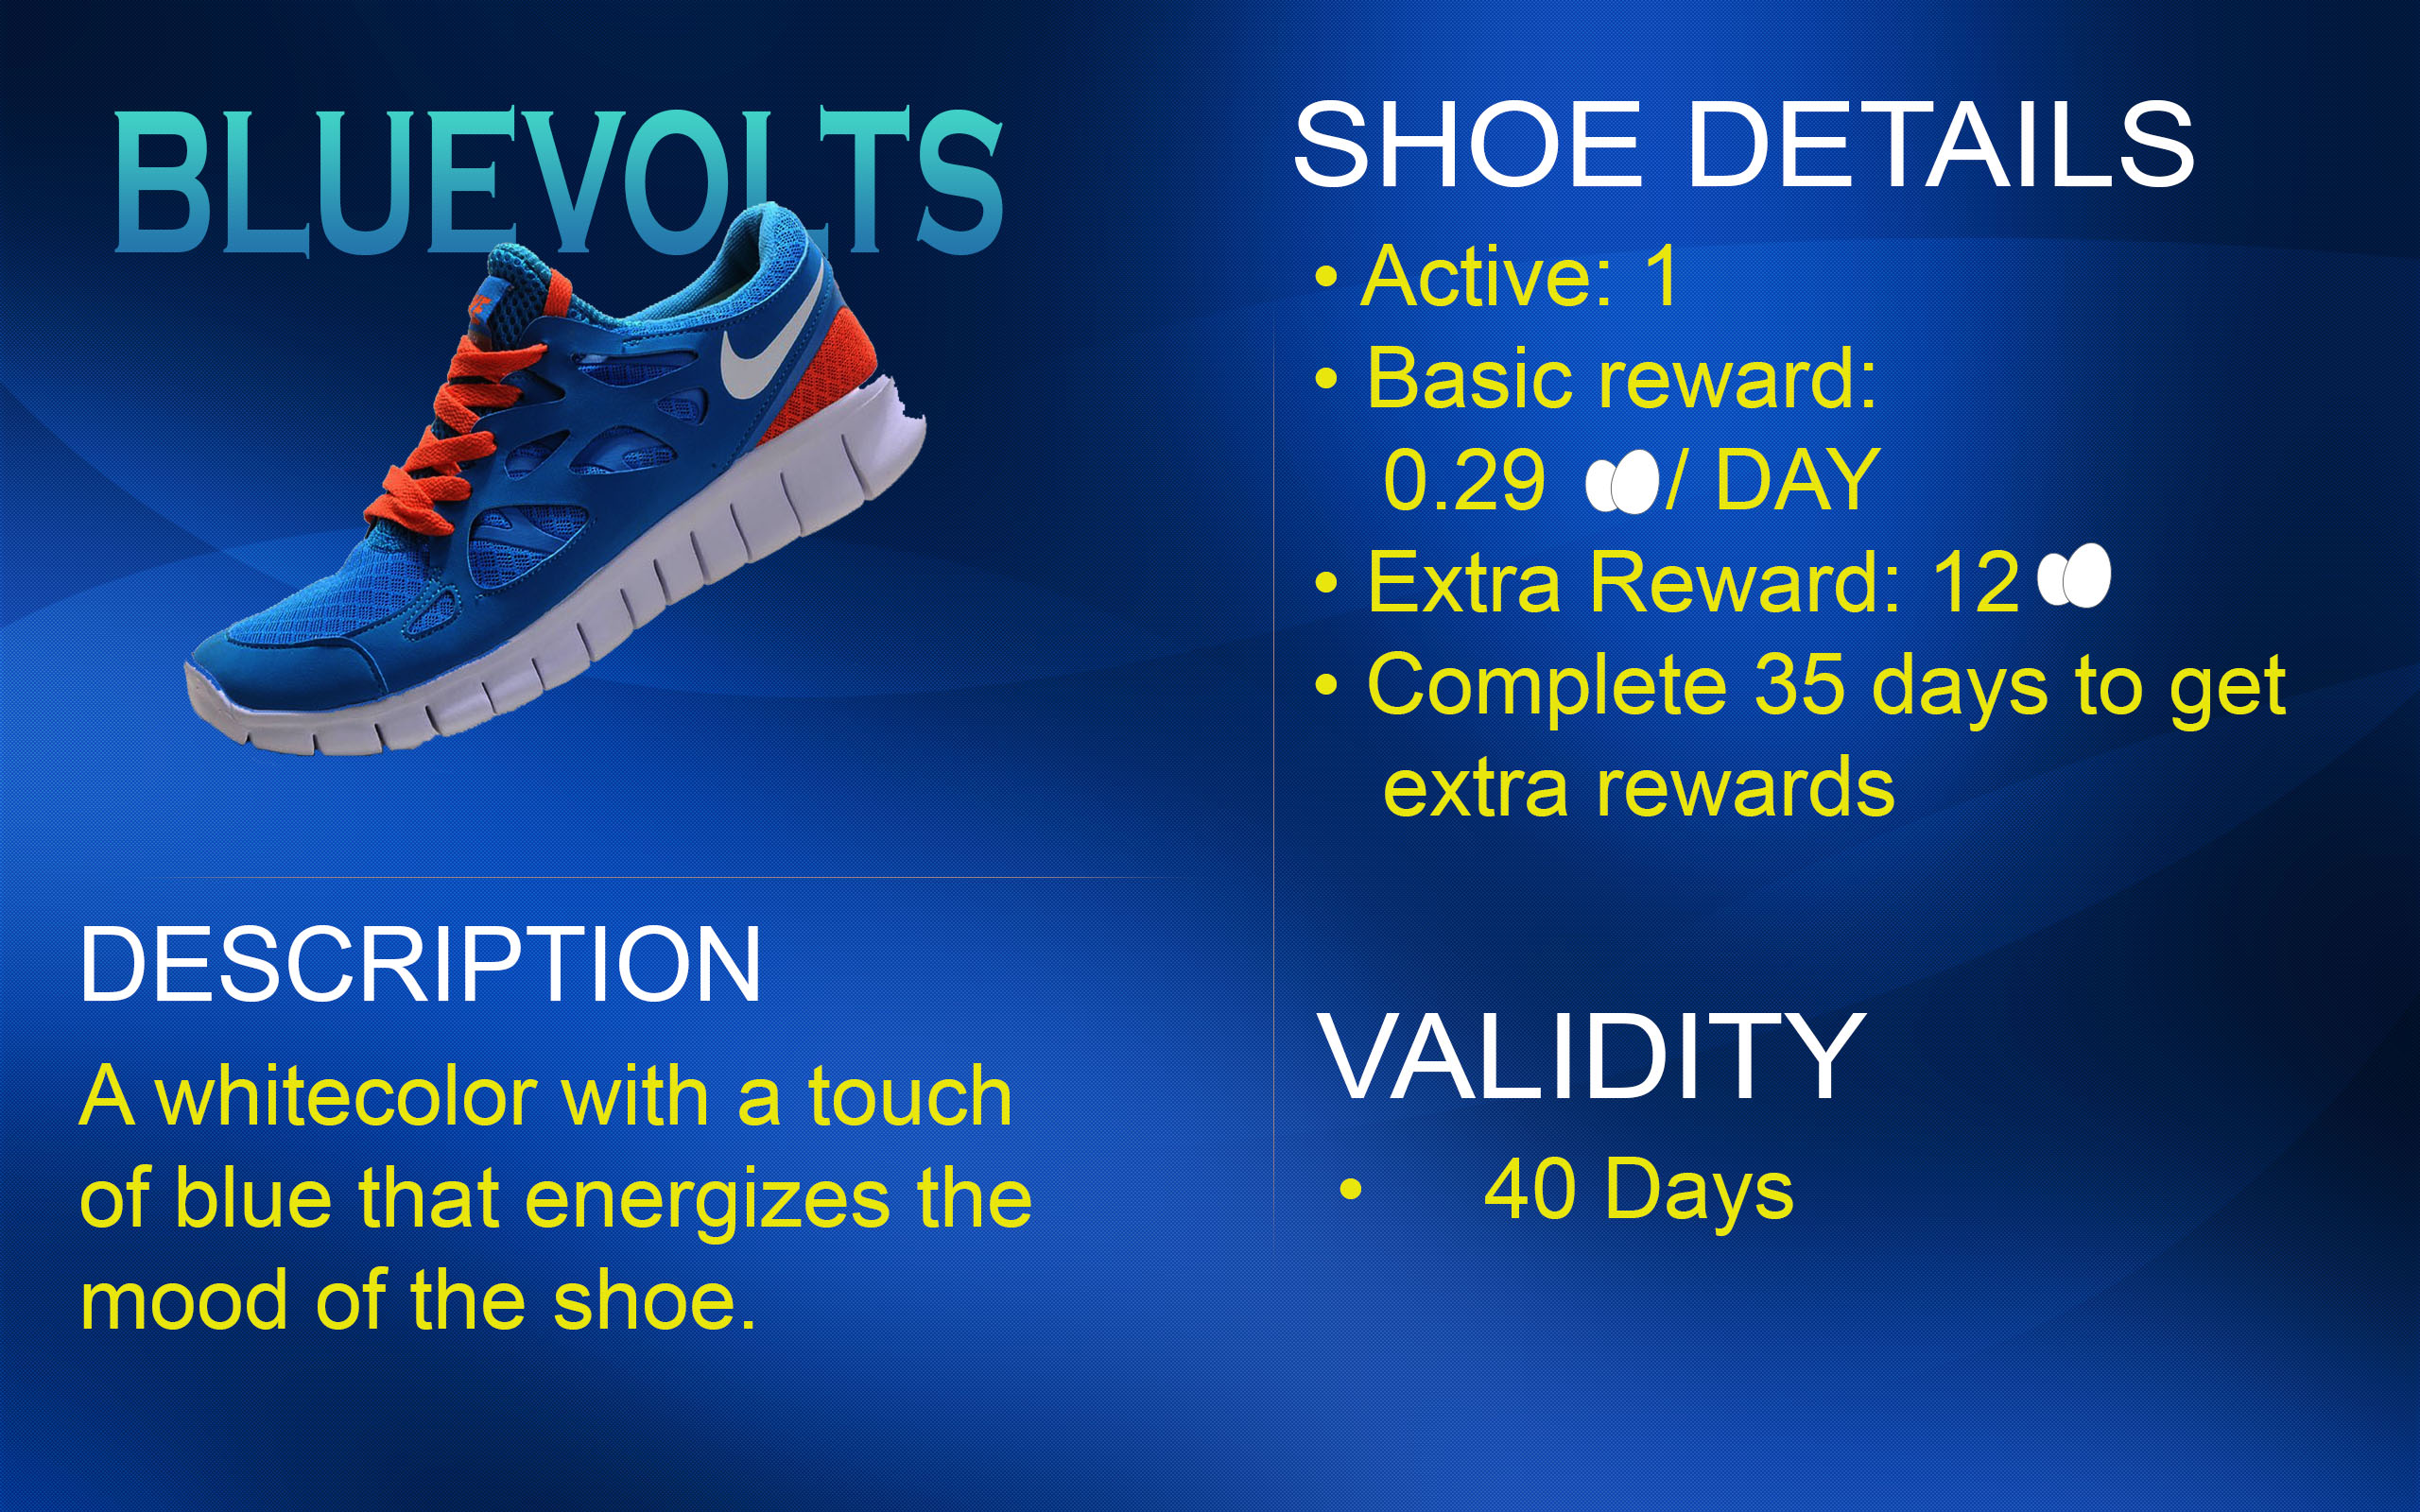 BLUEVOLTS
DESCRIPTION
A whitecolor with a touch
of blue that energizes the
mood of the shoe.
SHOE DETAILS
• Active: 1
• Basic reward:
0.29 / DAY
• Extra Reward: 12
• Complete 35 days to get
extra rewards
VALIDITY
• 40 Days